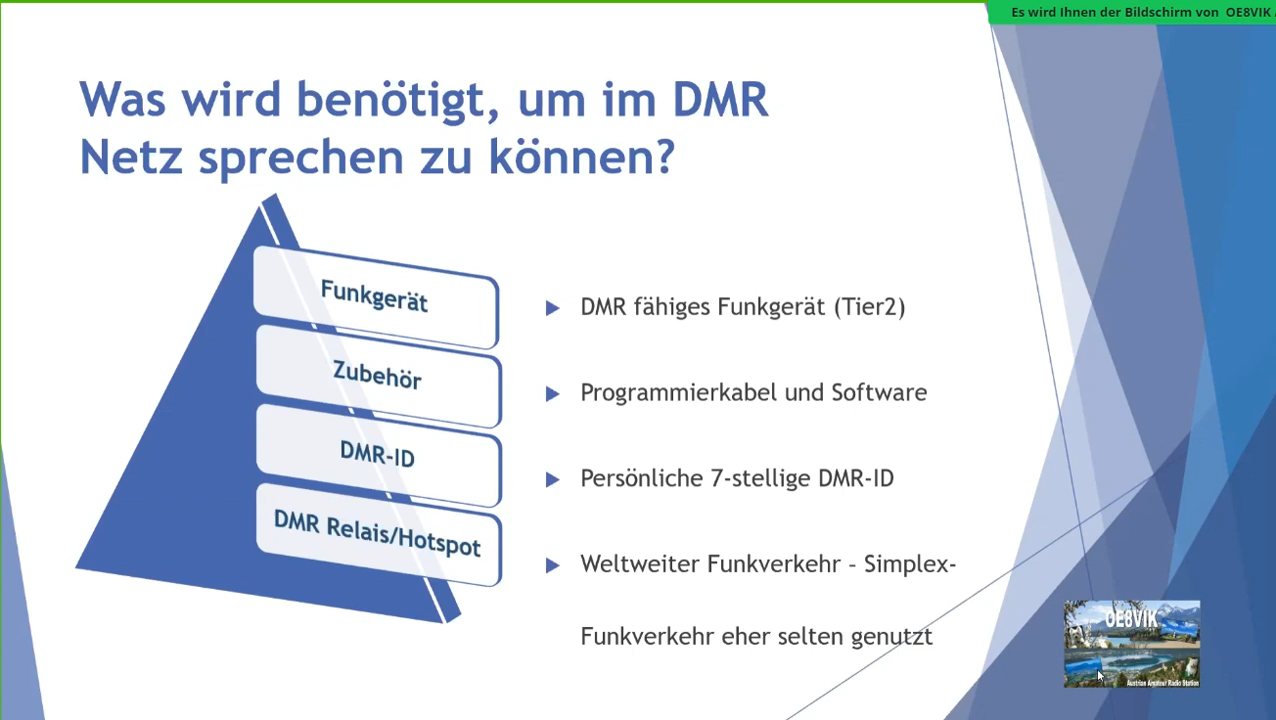 Es wird Ihnen der Bildschirm von OE8VIK
Was wird benötigt, um im DMR
Netz sprechen zu können?
Funkgerät
Zubehör
DMR-ID
DMR Relais/Hotspot
DMR fähiges Funkgerät (Tier2)
Programmierkabel und Software
Persönliche 7-stellige DMR-ID
Weltweiter Funkverkehr – Simplex-
Funkverkehr eher selten genutzt
OE8VIK
Austrian Amateur Radio Station